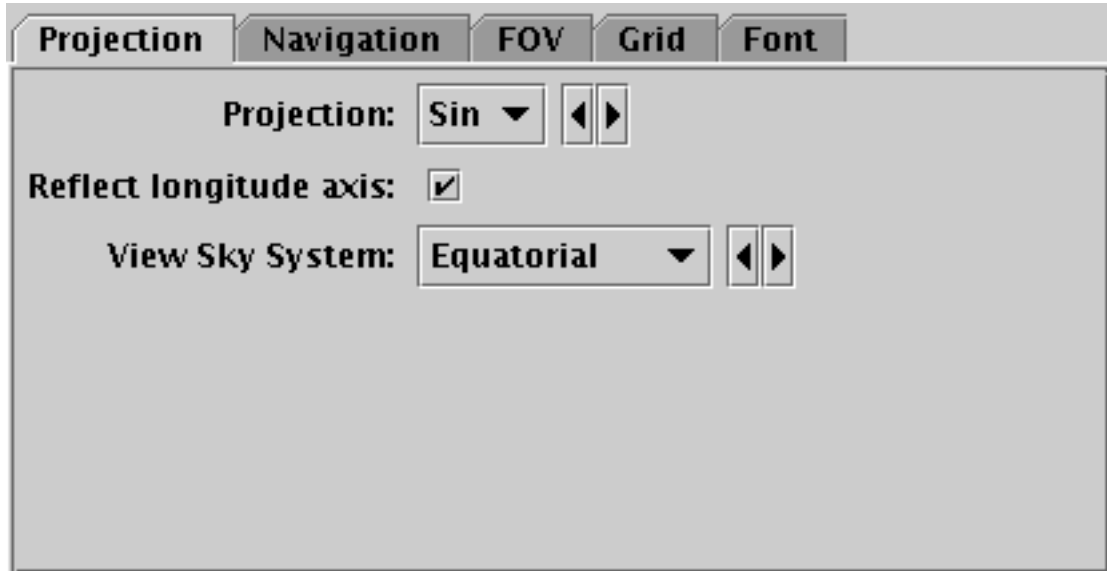 Projection Navigation FOV Grid Font
Projection: Sin
Reflect longitude axis:
View Sky System: Equatorial